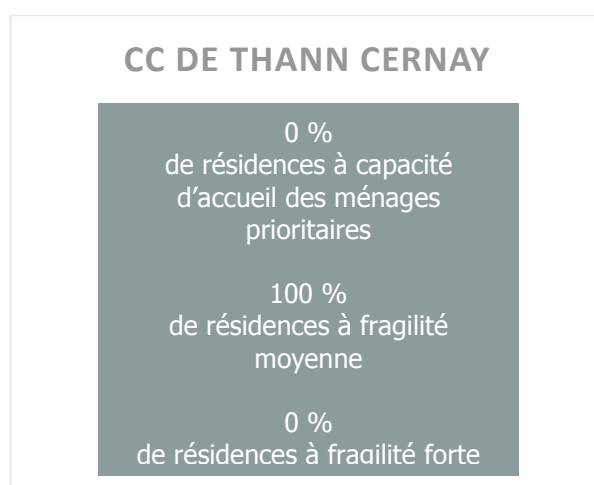 CC DE THANN CERNAY
0 %
de résidences à capacité
d’accueil des ménages
prioritaires
100 %
de résidences à fragilité
moyenne
0 %
de résidences à fragilité forte